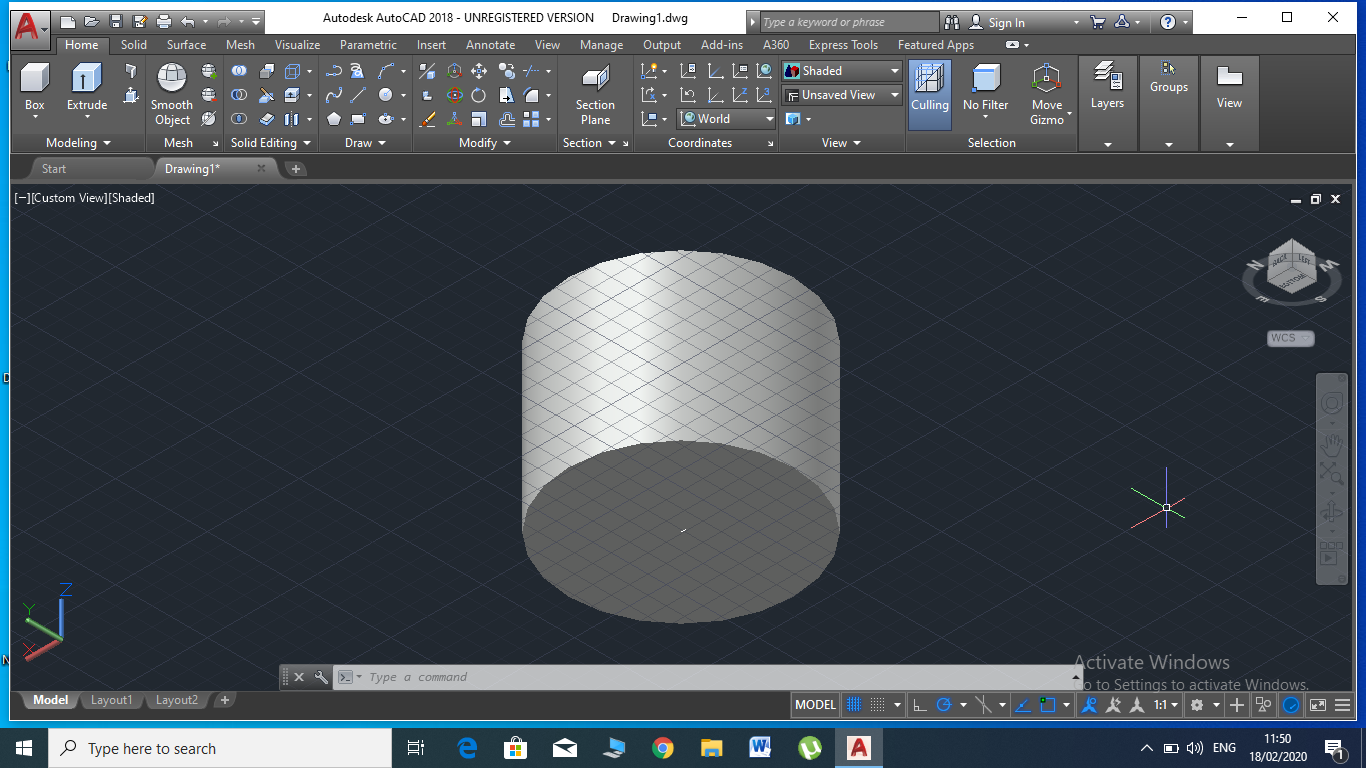 Autodesk AutoCAD 2018 - UNREGISTERED VERSION Drawing1.dwg
Type a keyword or phrase
Sign In
Home Solid Surface Mesh Visualize Parametric Insert Annotate View Manage Output Add-ins A360 Express Tools Featured Apps
Box
Extrude
Smooth
Object
Section
Plane
World
Shaded
Unsaved View
Culling
No Filter
Move
Gizmo
Layers
Groups
View
Modeling Mesh Solid Editing Draw Modify Section Coordinates View Selection
Start Drawing1*
[−][Custom View][Shaded]
N BACK LEFT W
BOTTOM
E S
WCS
Z
Y
X
Type a command
Activate Windows
Go to Settings to activate Windows.
Model Layout1 Layout2
MODEL 1:1
Type here to search
ENG
11:50
18/02/2020
1